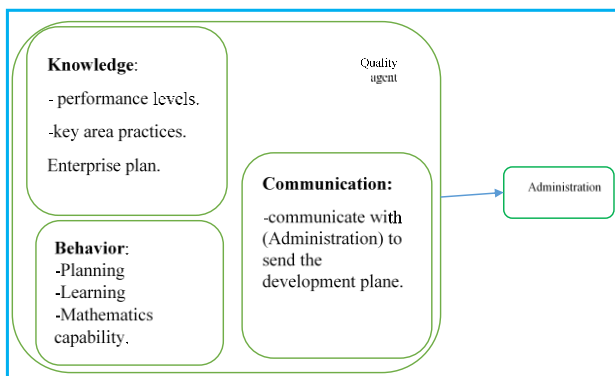 Knowledge:
- performance levels.
-key area practices.
Enterprise plan.
Quality
agent
Communication:
-communicate with
(Administration) to
send the
development plane.
Administration
Behavior:
-Planning
-Learning
-Mathematics
capability.